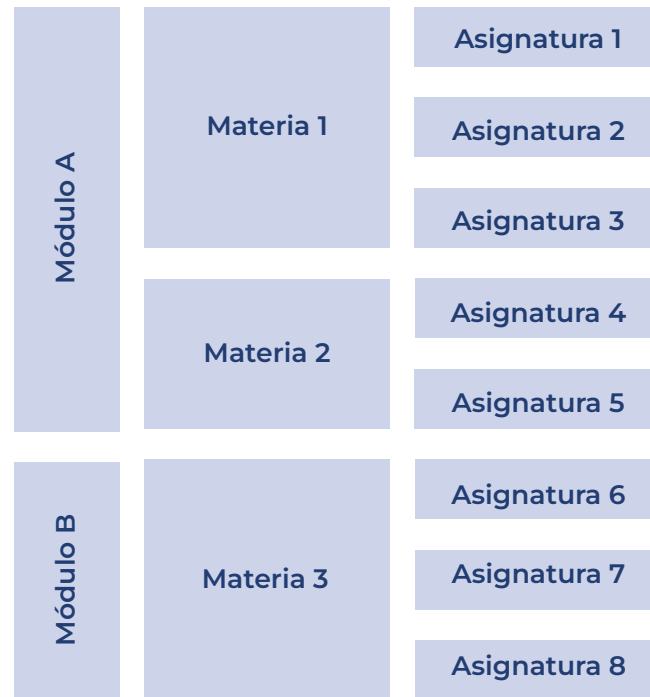 Módulo A
Materia 1
Asignatura 1
Asignatura 2
Asignatura 3
Materia 2
Asignatura 4
Asignatura 5
Módulo B
Materia 3
Asignatura 6
Asignatura 7
Asignatura 8